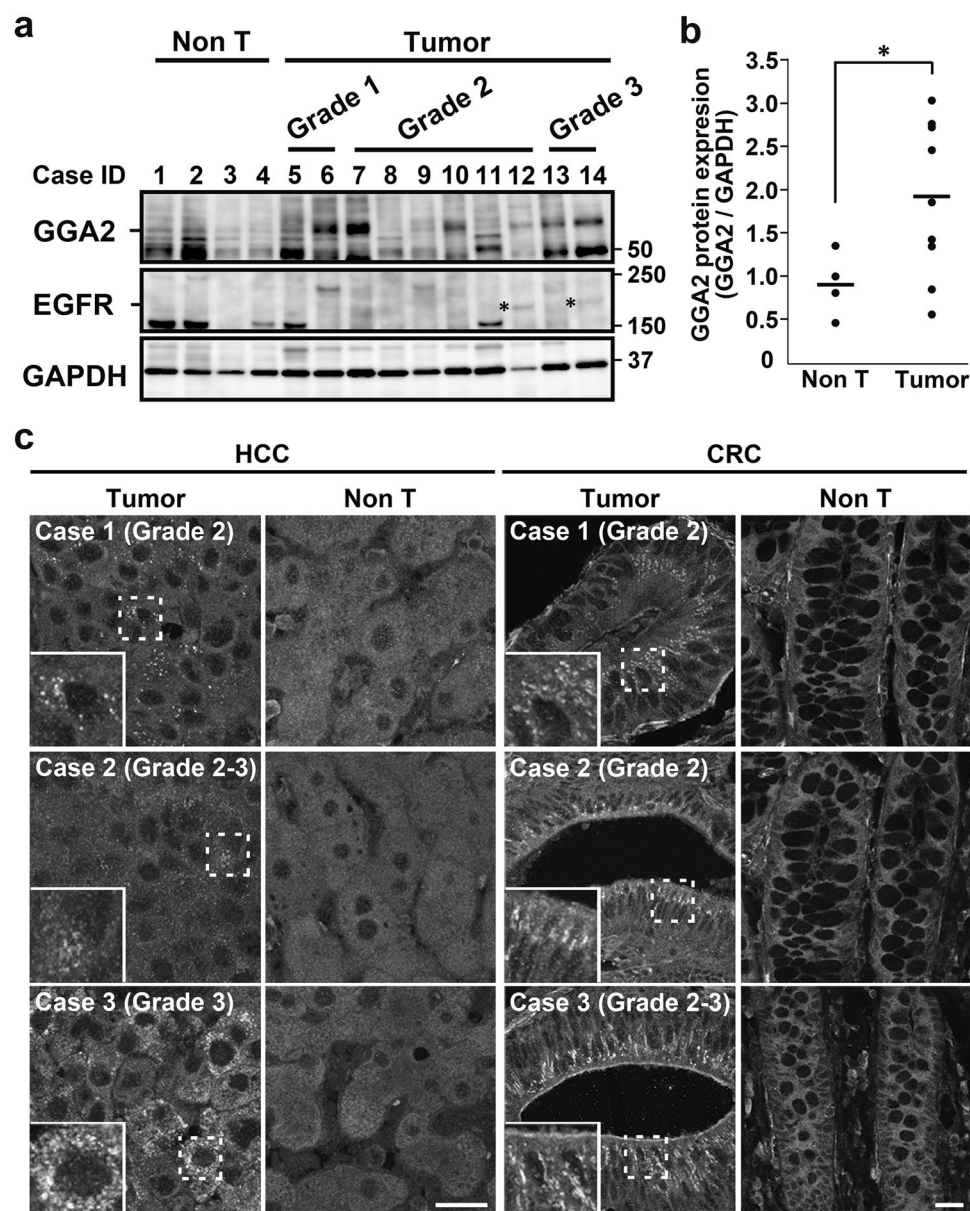 a
Non T Tumor
Grade 1 Grade 2 Grade 3
Case ID 1 2 3 4 5 6 7 8 9 10 11 12 13 14
GGA2
50
EGFR
250
* *
150
GAPDH
37
b
GGA2 protein expresion
(GGA2 / GAPDH)
*
3.5
3.0
2.5
2.0
1.5
1.0
0.5
0
Non T Tumor
c
HCC CRC
Tumor Non T Tumor Non T
Case 1 (Grade 2) Case 1 (Grade 2)
Case 2 (Grade 2-3) Case 2 (Grade 2)
Case 3 (Grade 3) Case 3 (Grade 2-3)